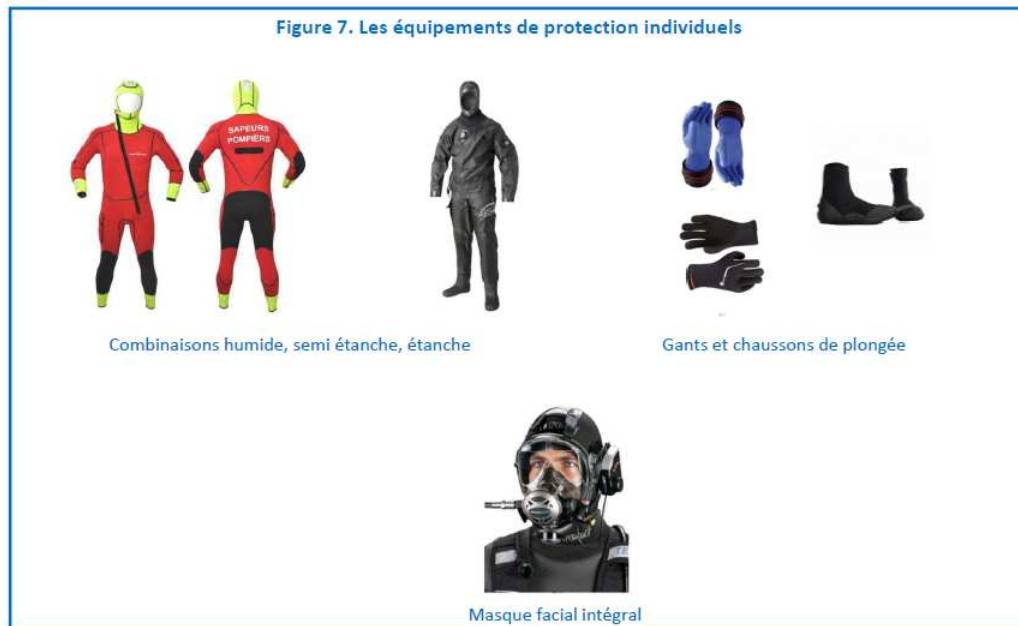 Figure 7. Les équipements de protection individuels
SAPEURS
POMPIERS
Combinaisons humide, semi étanche, étanche
Gants et chaussons de plongée
Masque facial intégral